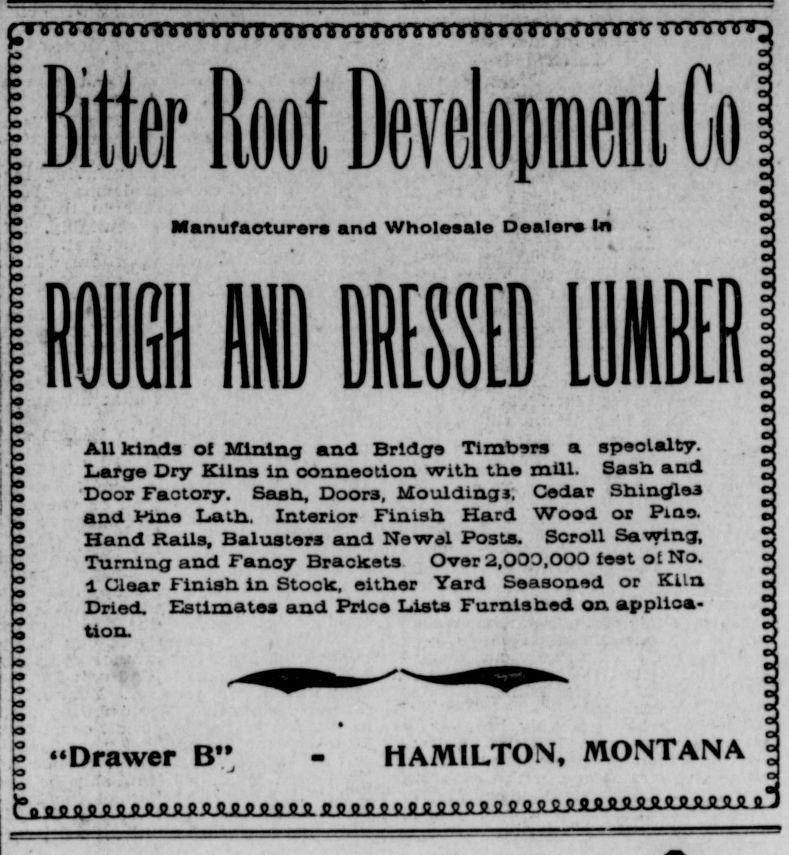 Bitter Root Development Co
Manufacturers and Wholesale Dealers In
ROUGH AND DRESSED LUMBER
All kinds of Mining and Bridge Timbers a specialty.
Large Dry Kilns in connection with the mill. Sash and
Door Factory. Sash, Doors, Mouldings, Cedar Shingles
and Pine Lath. Interior Finish Hard Wood or Pine.
Hand Rails, Balusters and Newel Posts. Scroll Sawing,
Turning and Fancy Brackets Over 2,000,000 feet of No.
1 Clear Finish in Stock, either Yard Seasoned or Kiln
Dried. Estimates and Price Lists Furnished on applica-
tion.
"Drawer B", - HAMILTON, MONTANA